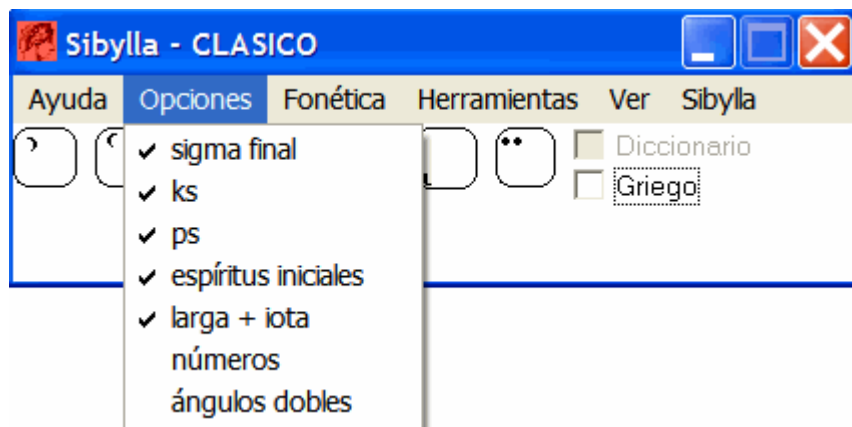 Sibylla - CLASICO
Ayuda Opciones Fonética Herramientas Ver Sibylla
sigma final
Diccionario
ks
Griego
ps
espíritus iniciales
larga + iota
números
ángulos dobles